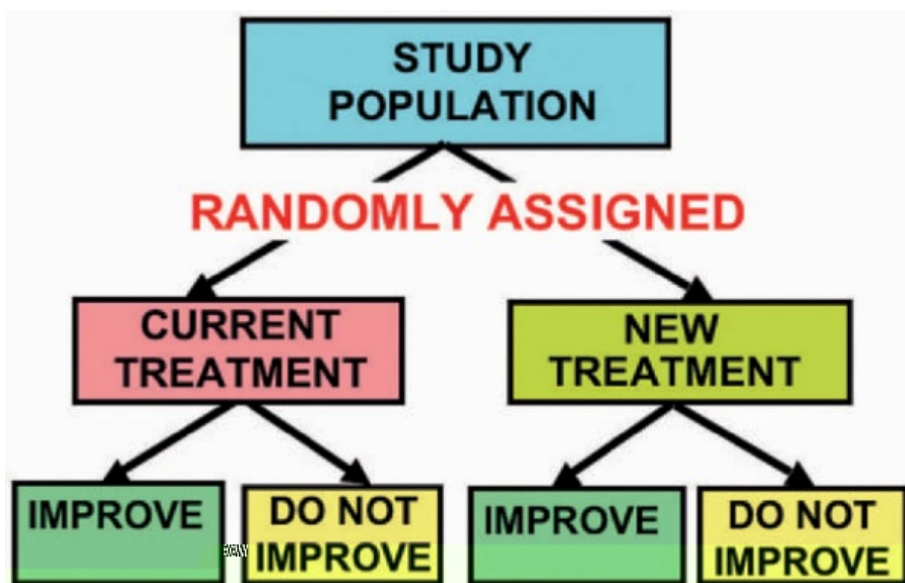 STUDY
POPULATION
RANDOMLY ASSIGNED
CURRENT
TREATMENT
NEW
TREATMENT
IMPROVE
DO NOT
IMPROVE
IMPROVE
DO NOT
IMPROVE